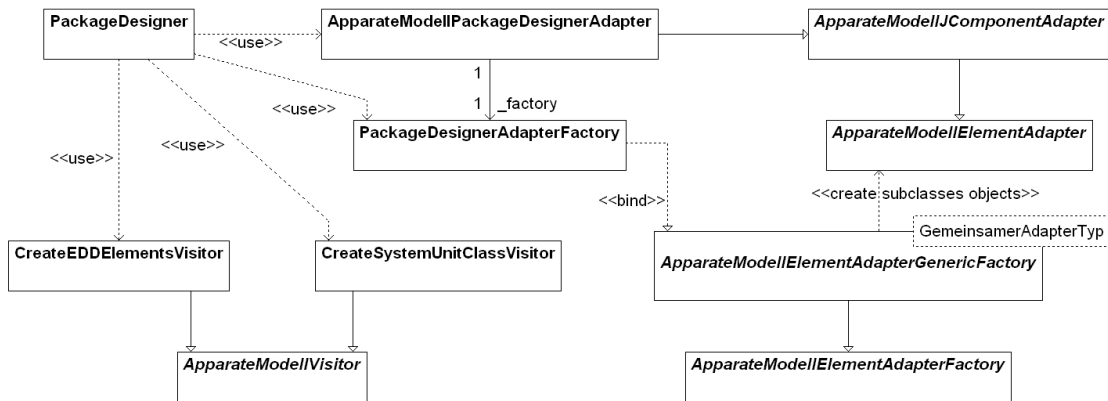 PackageDesigner
ApparateModellPackageDesignerAdapter
ApparateModellJComponentAdapter
<<use>>
1
1 _factory
<<use>>
PackageDesignerAdapterFactory
ApparateModellElementAdapter
<<use>>
<<use>>
<<bind>>
<<create subclasses objects>>
GemeinsamerAdapterTyp
CreateEDDElementsVisitor
CreateSystemUnitClassVisitor
ApparateModellElementAdapterGenericFactory
ApparateModellVisitor
ApparateModellElementAdapterFactory